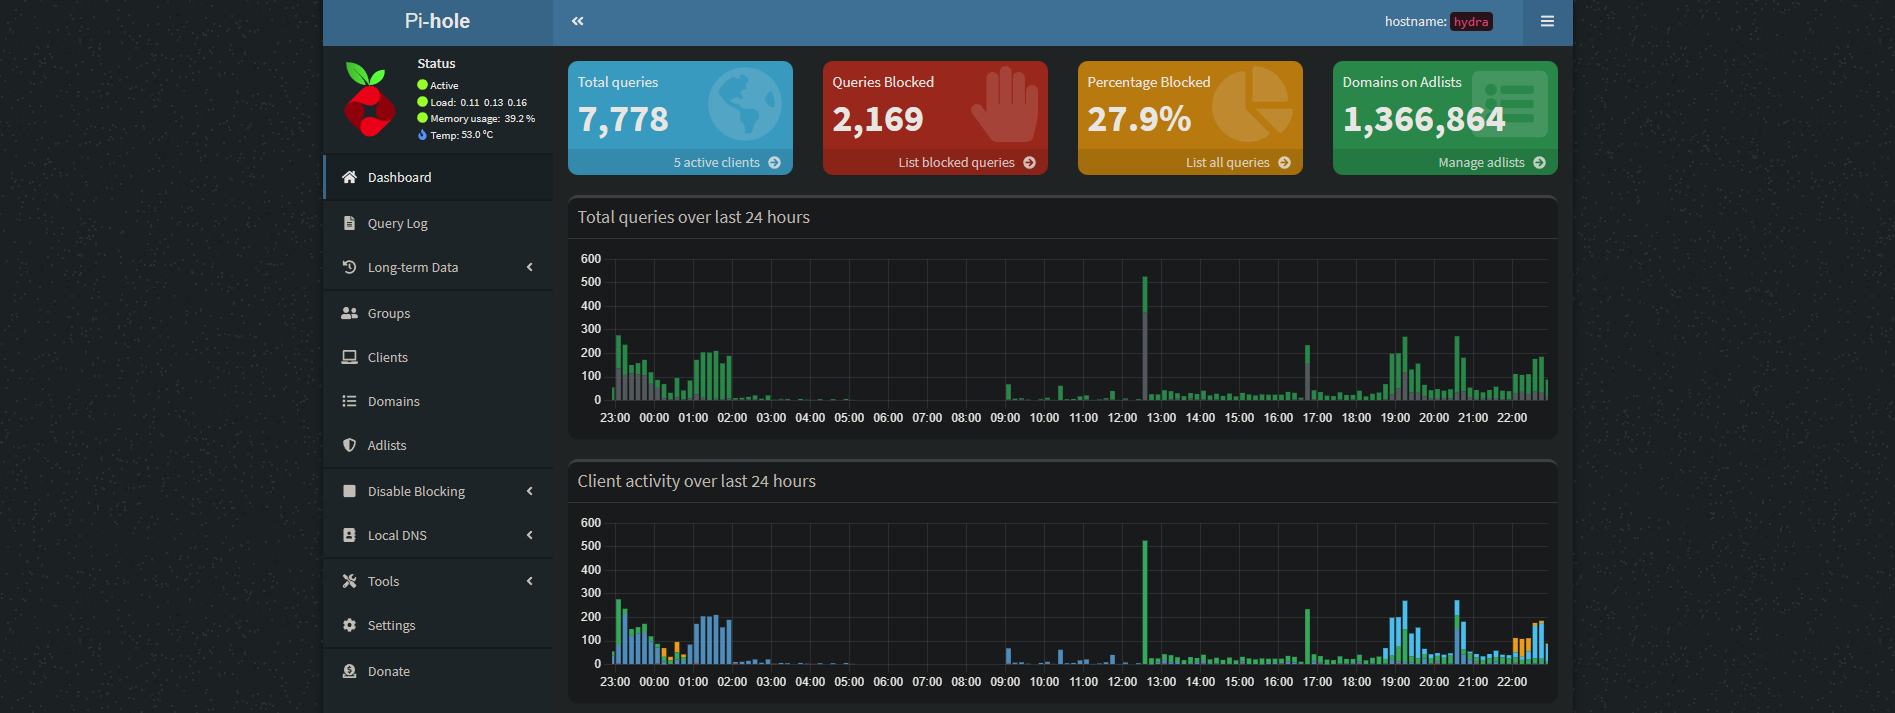 Pi-hole
hostname: hydra
Status
Active
Load: 0.11 0.13 0.16
Memory usage: 39.2 %
Temp: 53.0 °C
Dashboard
Query Log
Long-term Data
Groups
Clients
Domains
Adlists
Disable Blocking
Local DNS
Tools
Settings
Donate
Total queries
7,778
5 active clients
Queries Blocked
2,169
List blocked queries
Percentage Blocked
27.9%
List all queries
Domains on Adlists
1,366,864
Manage adlists
Total queries over last 24 hours
600
500
400
300
200
100
0
23:00 00:00 01:00 02:00 03:00 04:00 05:00 06:00 07:00 08:00 09:00 10:00 11:00 12:00 13:00 14:00 15:00 16:00 17:00 18:00 19:00 20:00 21:00 22:00
Client activity over last 24 hours
600
500
400
300
200
100
0
23:00 00:00 01:00 02:00 03:00 04:00 05:00 06:00 07:00 08:00 09:00 10:00 11:00 12:00 13:00 14:00 15:00 16:00 17:00 18:00 19:00 20:00 21:00 22:00